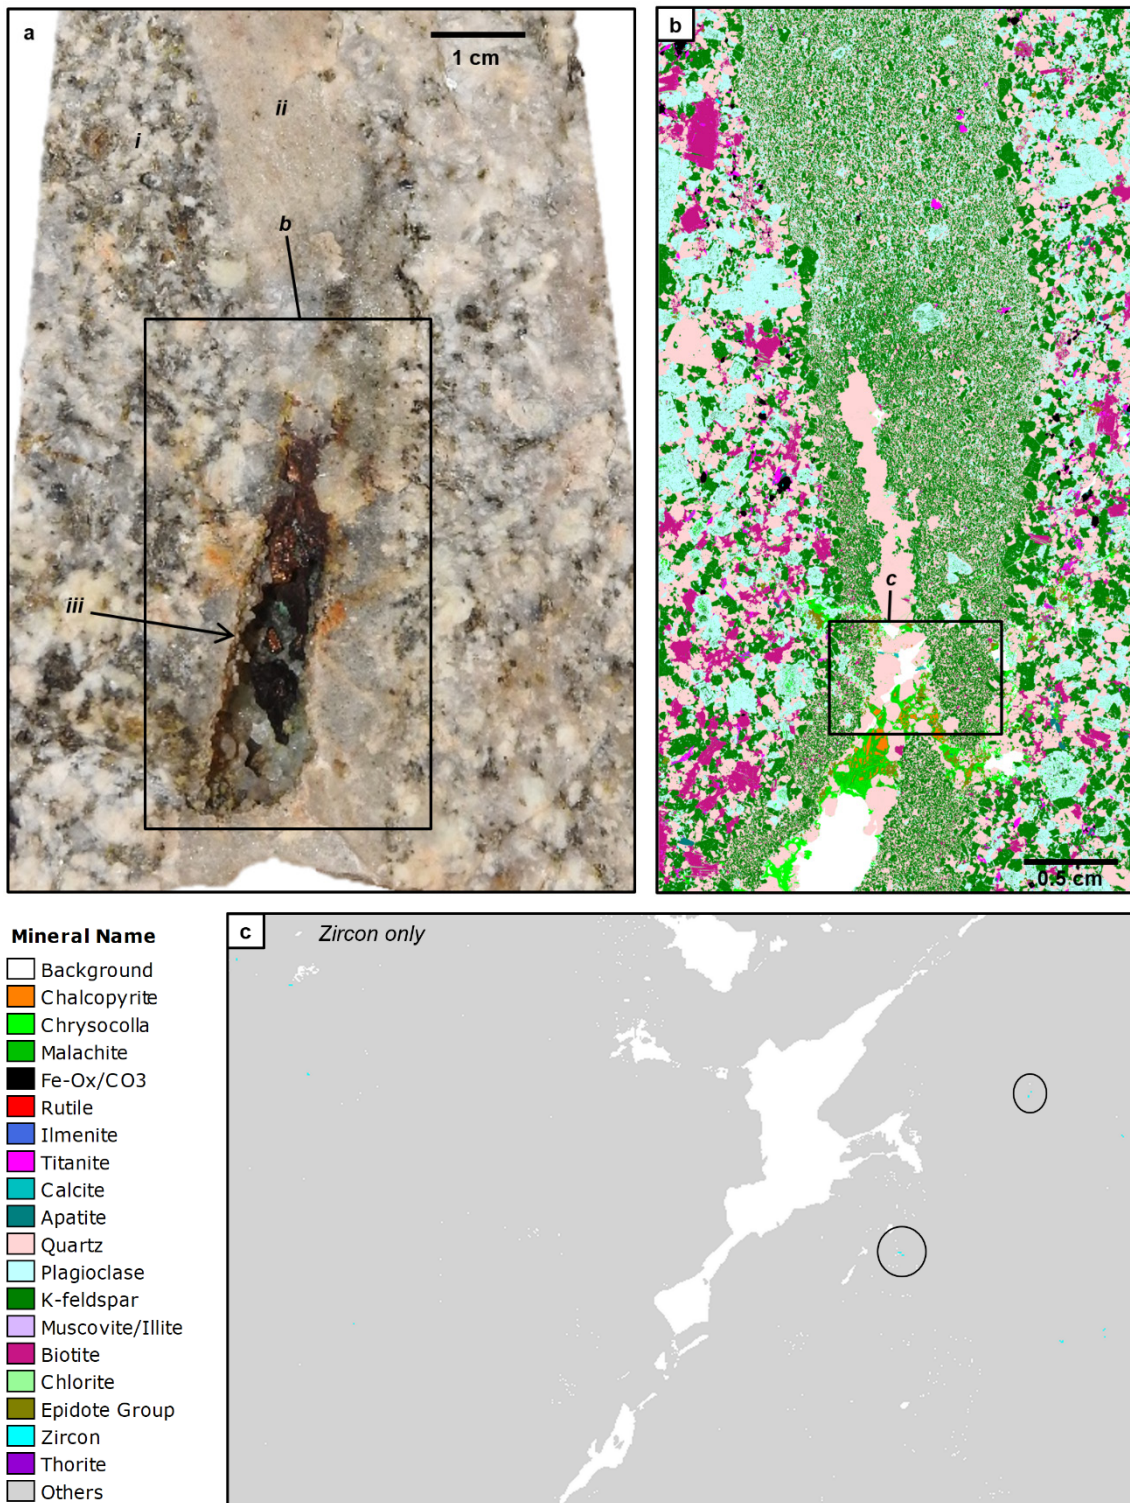 a
1 cm
i
ii
b
iii
b
c
0.5 cm
c
Zircon only
Mineral Name
Background
Chalcopyrite
Chrysocolla
Malachite
Fe-Ox/CO3
Rutile
Ilmenite
Titanite
Calcite
Apatite
Quartz
Plagioclase
K-feldspar
Muscovite/Illite
Biotite
Chlorite
Epidote Group
Zircon
Thorite
Others